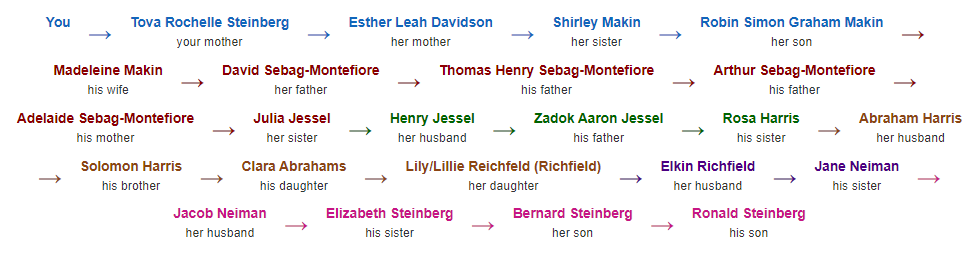 You → Tova Rochelle Steinberg → Esther Leah Davidson → Shirley Makin → Robin Simon Graham Makin →
your mother her mother her sister her son
Madeleine Makin → David Sebag-Montefiore → Thomas Henry Sebag-Montefiore → Arthur Sebag-Montefiore →
his wife her father his father his father
Adelaide Sebag-Montefiore → Julia Jessel → Henry Jessel → Zadok Aaron Jessel → Rosa Harris → Abraham Harris
his mother her sister her husband his father his sister her husband
→ Solomon Harris → Clara Abrahams → Lily/Lillie Reichfeld (Richfield) → Elkin Richfield → Jane Neiman →
his brother his daughter her daughter her husband his sister
Jacob Neiman → Elizabeth Steinberg → Bernard Steinberg → Ronald Steinberg
her husband his sister her son his son